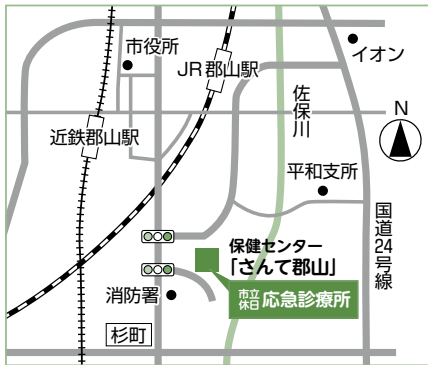 市役所
JR郡山駅
イオン
佐保川
N
近鉄郡山駅
平和支所
国道24号線
保健センター
「さんて郡山」
市立休日応急診療所
消防署
杉町